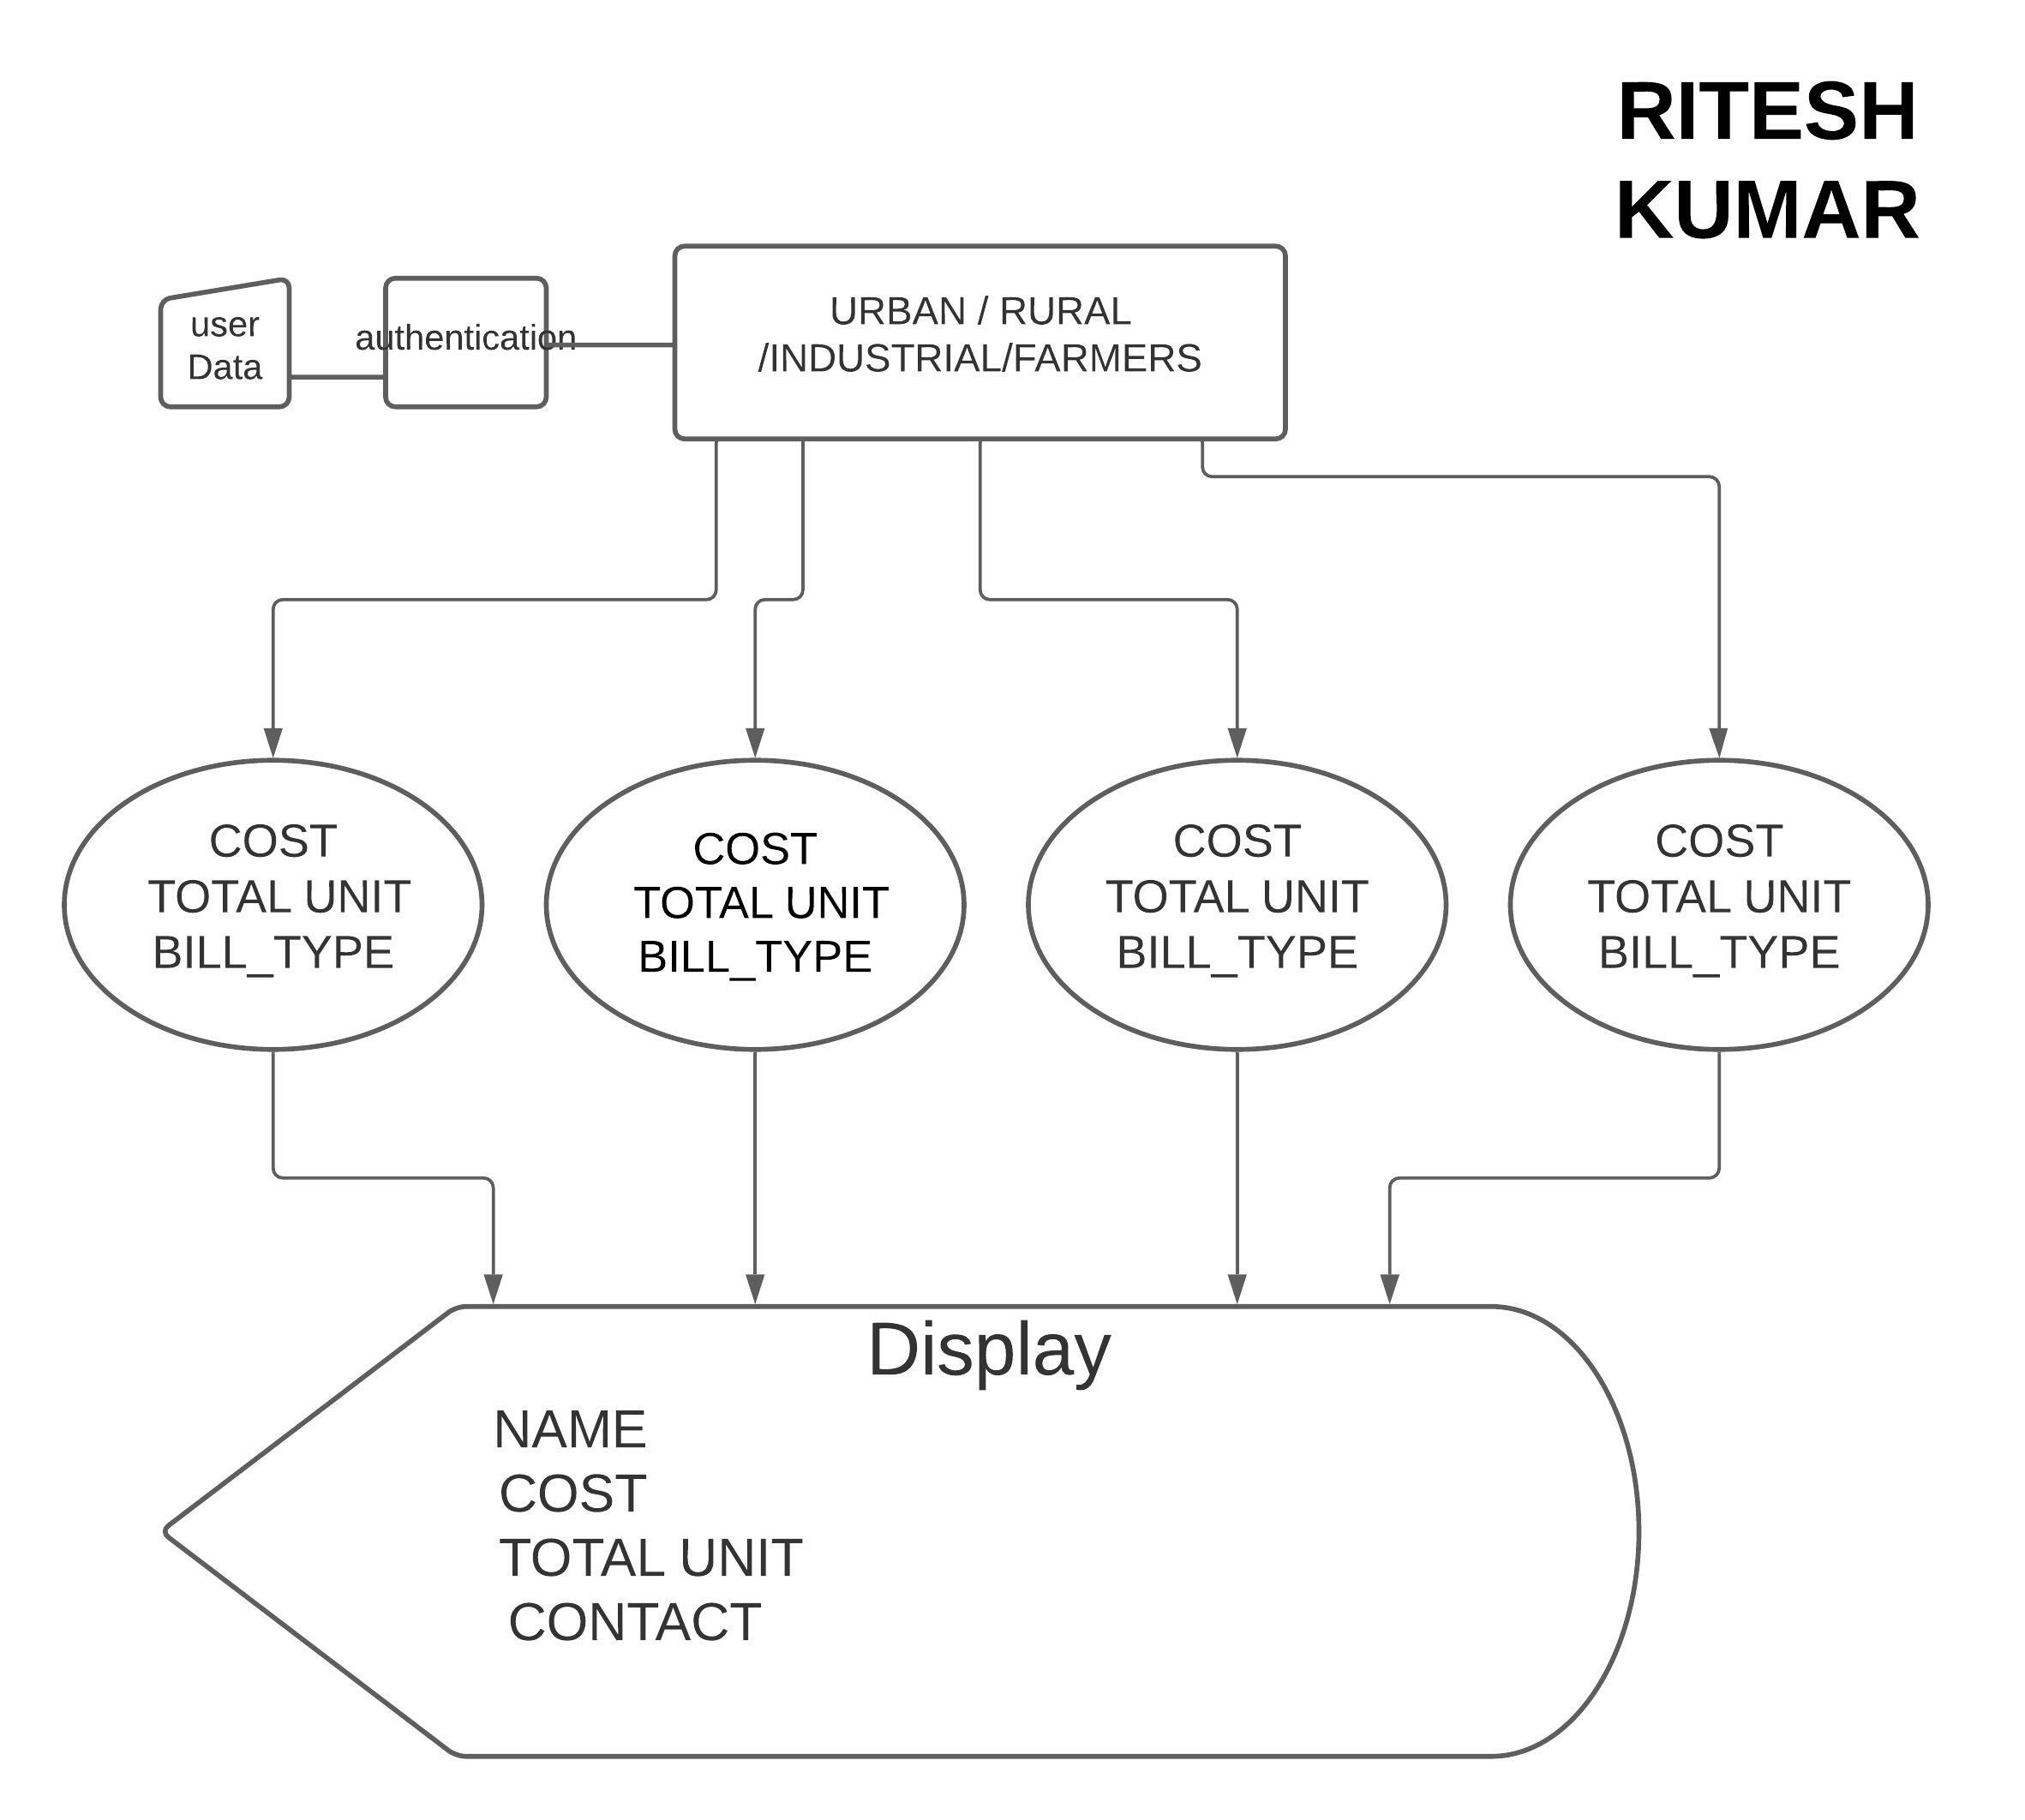 RITESH
KUMAR
user
Data
authentication
URBAN / RURAL
/INDUSTRIAL/FARMERS
COST
TOTAL UNIT
BILL_TYPE
COST
TOTAL UNIT
BILL_TYPE
COST
TOTAL UNIT
BILL_TYPE
COST
TOTAL UNIT
BILL_TYPE
Display
NAME
COST
TOTAL UNIT
CONTACT